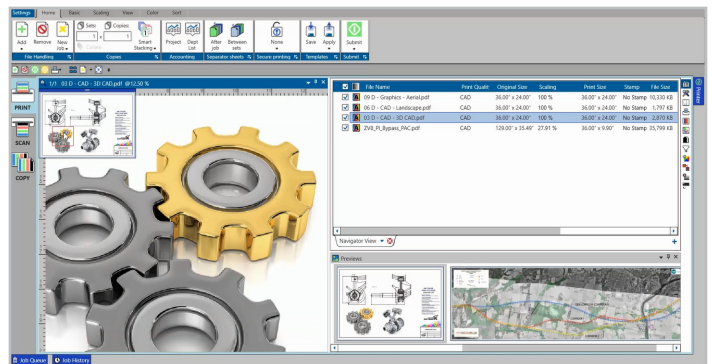 Settings Home Basic Scaling View Color Sort
Add Remove New Job Sets: Copies: 1 x 1 Collate Smart Stacking Project Dept List After job Between sets None Save Apply Submit
File Handling Copies Accounting Separator sheets Secure printing Templates Submit
1/1 03 D - CAD - 3D CAD.pdf @12,50 %
PRINT
SCAN
COPY
File Name Print Qualit Original Size Scaling Print Size Stamp File Size
09 D - Graphics - Aerial.pdf CAD 36.00" x 24.00" 100 % 36.00" x 24.00" No Stamp 10,330 KB
06 D - CAD - Landscape.pdf CAD 36.00" x 24.00" 100 % 36.00" x 24.00" No Stamp 1,797 KB
03 D - CAD - 3D CAD.pdf CAD 36.00" x 24.00" 100 % 36.00" x 24.00" No Stamp 2,870 KB
ZV8_PJ_Bypass_PAC.pdf CAD 129.00" x 35.49" 27.91 % 36.00" x 9.90" No Stamp 35,799 KB
Navigator View
Printer
Previews
Job Queue Job History